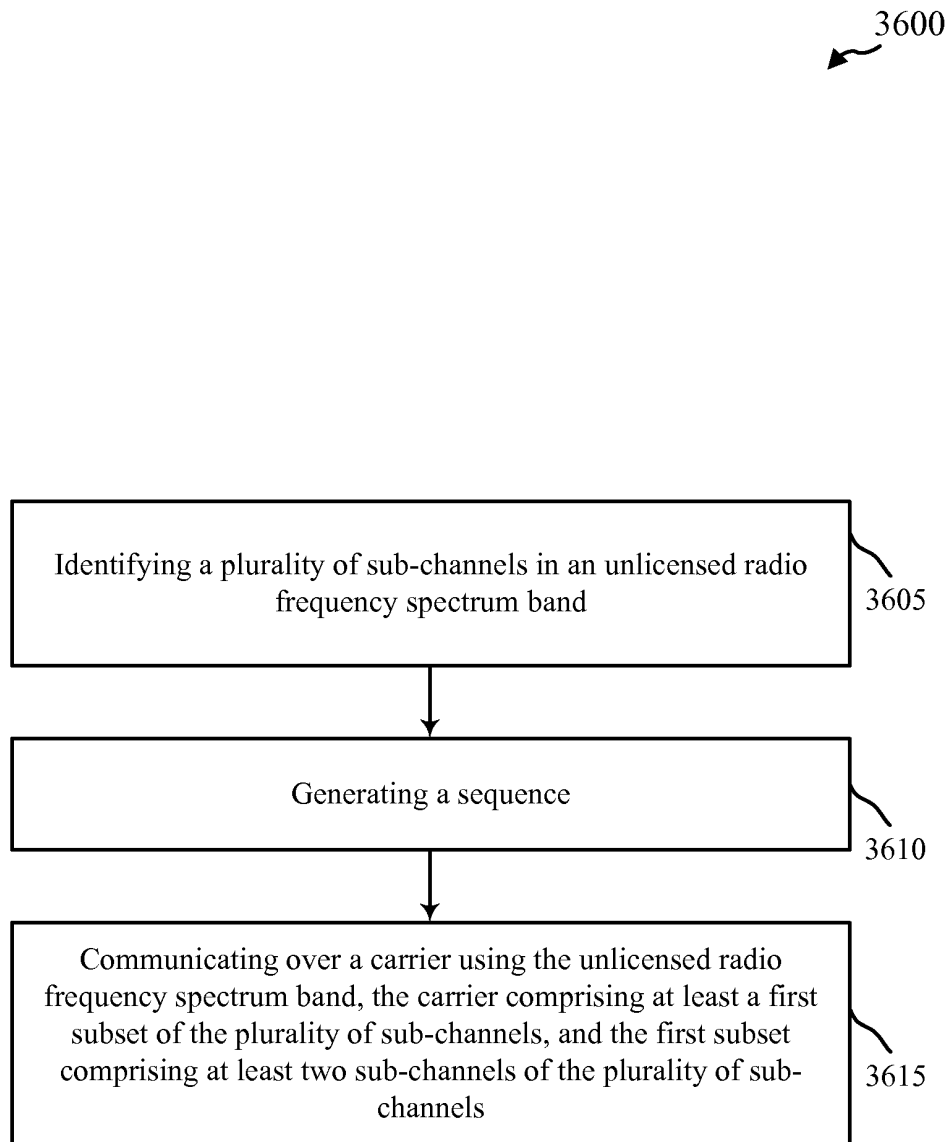 3600
Identifying a plurality of sub-channels in an unlicensed radio
frequency spectrum band
3605
Generating a sequence
3610
Communicating over a carrier using the unlicensed radio
frequency spectrum band, the carrier comprising at least a first
subset of the plurality of sub-channels, and the first subset
comprising at least two sub-channels of the plurality of sub-
channels
3615